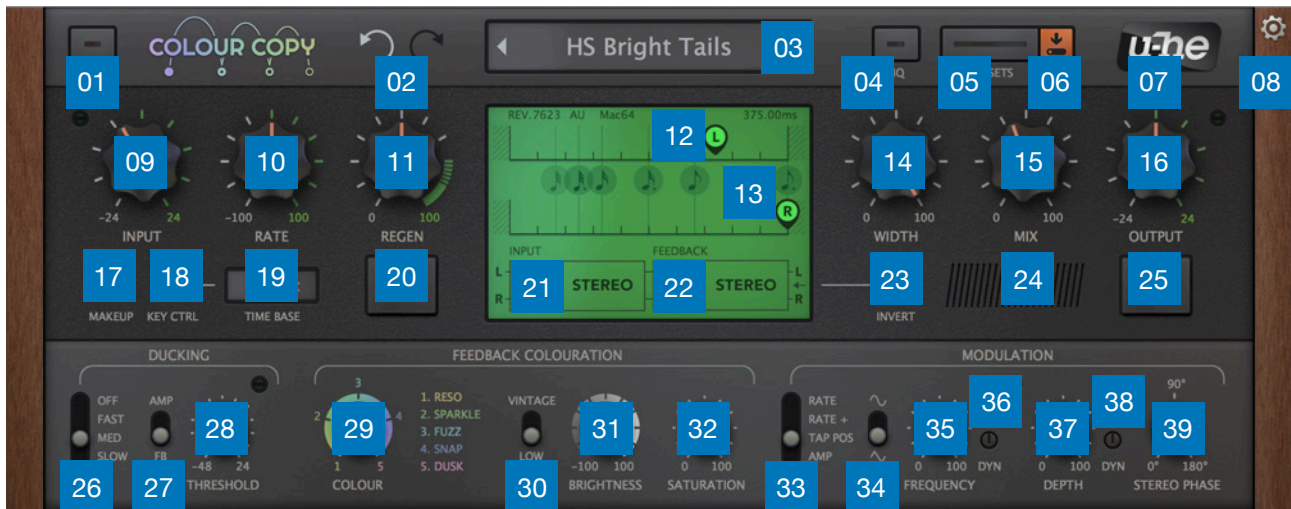 COLOUR COPY
HS Bright Tails
03
u-he
01
02
04
05
06
07
08
REV.7623 AU Mac64 375.00ms
12
L
09
10
11
13
14
15
16
R
-24 24
-100 100
0 100
0 100
0 100
-24 24
INPUT
RATE
REGEN
WIDTH
MIX
OUTPUT
INPUT
FEEDBACK
17
18
19
20
L
R
21
STEREO
22
STEREO
L
R
23
24
25
MAKEUP
KEY CTRL
TIME BASE
INVERT
DUCKING
FEEDBACK COLOURATION
MODULATION
OFF
FAST
MED
SLOW
AMP
FB
28
-48 24
THRESHOLD
26
27
1
2
3
4
5
29
COLOUR
1. RESO
2. SPARKLE
3. FUZZ
4. SNAP
5. DUSK
VINTAGE
LOW
30
31
-100 100
BRIGHTNESS
32
0 100
SATURATION
RATE
RATE +
TAP POS
AMP
33
34
35
0 100
FREQUENCY
36
DYN
37
0 100
DEPTH
38
DYN
90°
39
0° 180°
STEREO PHASE